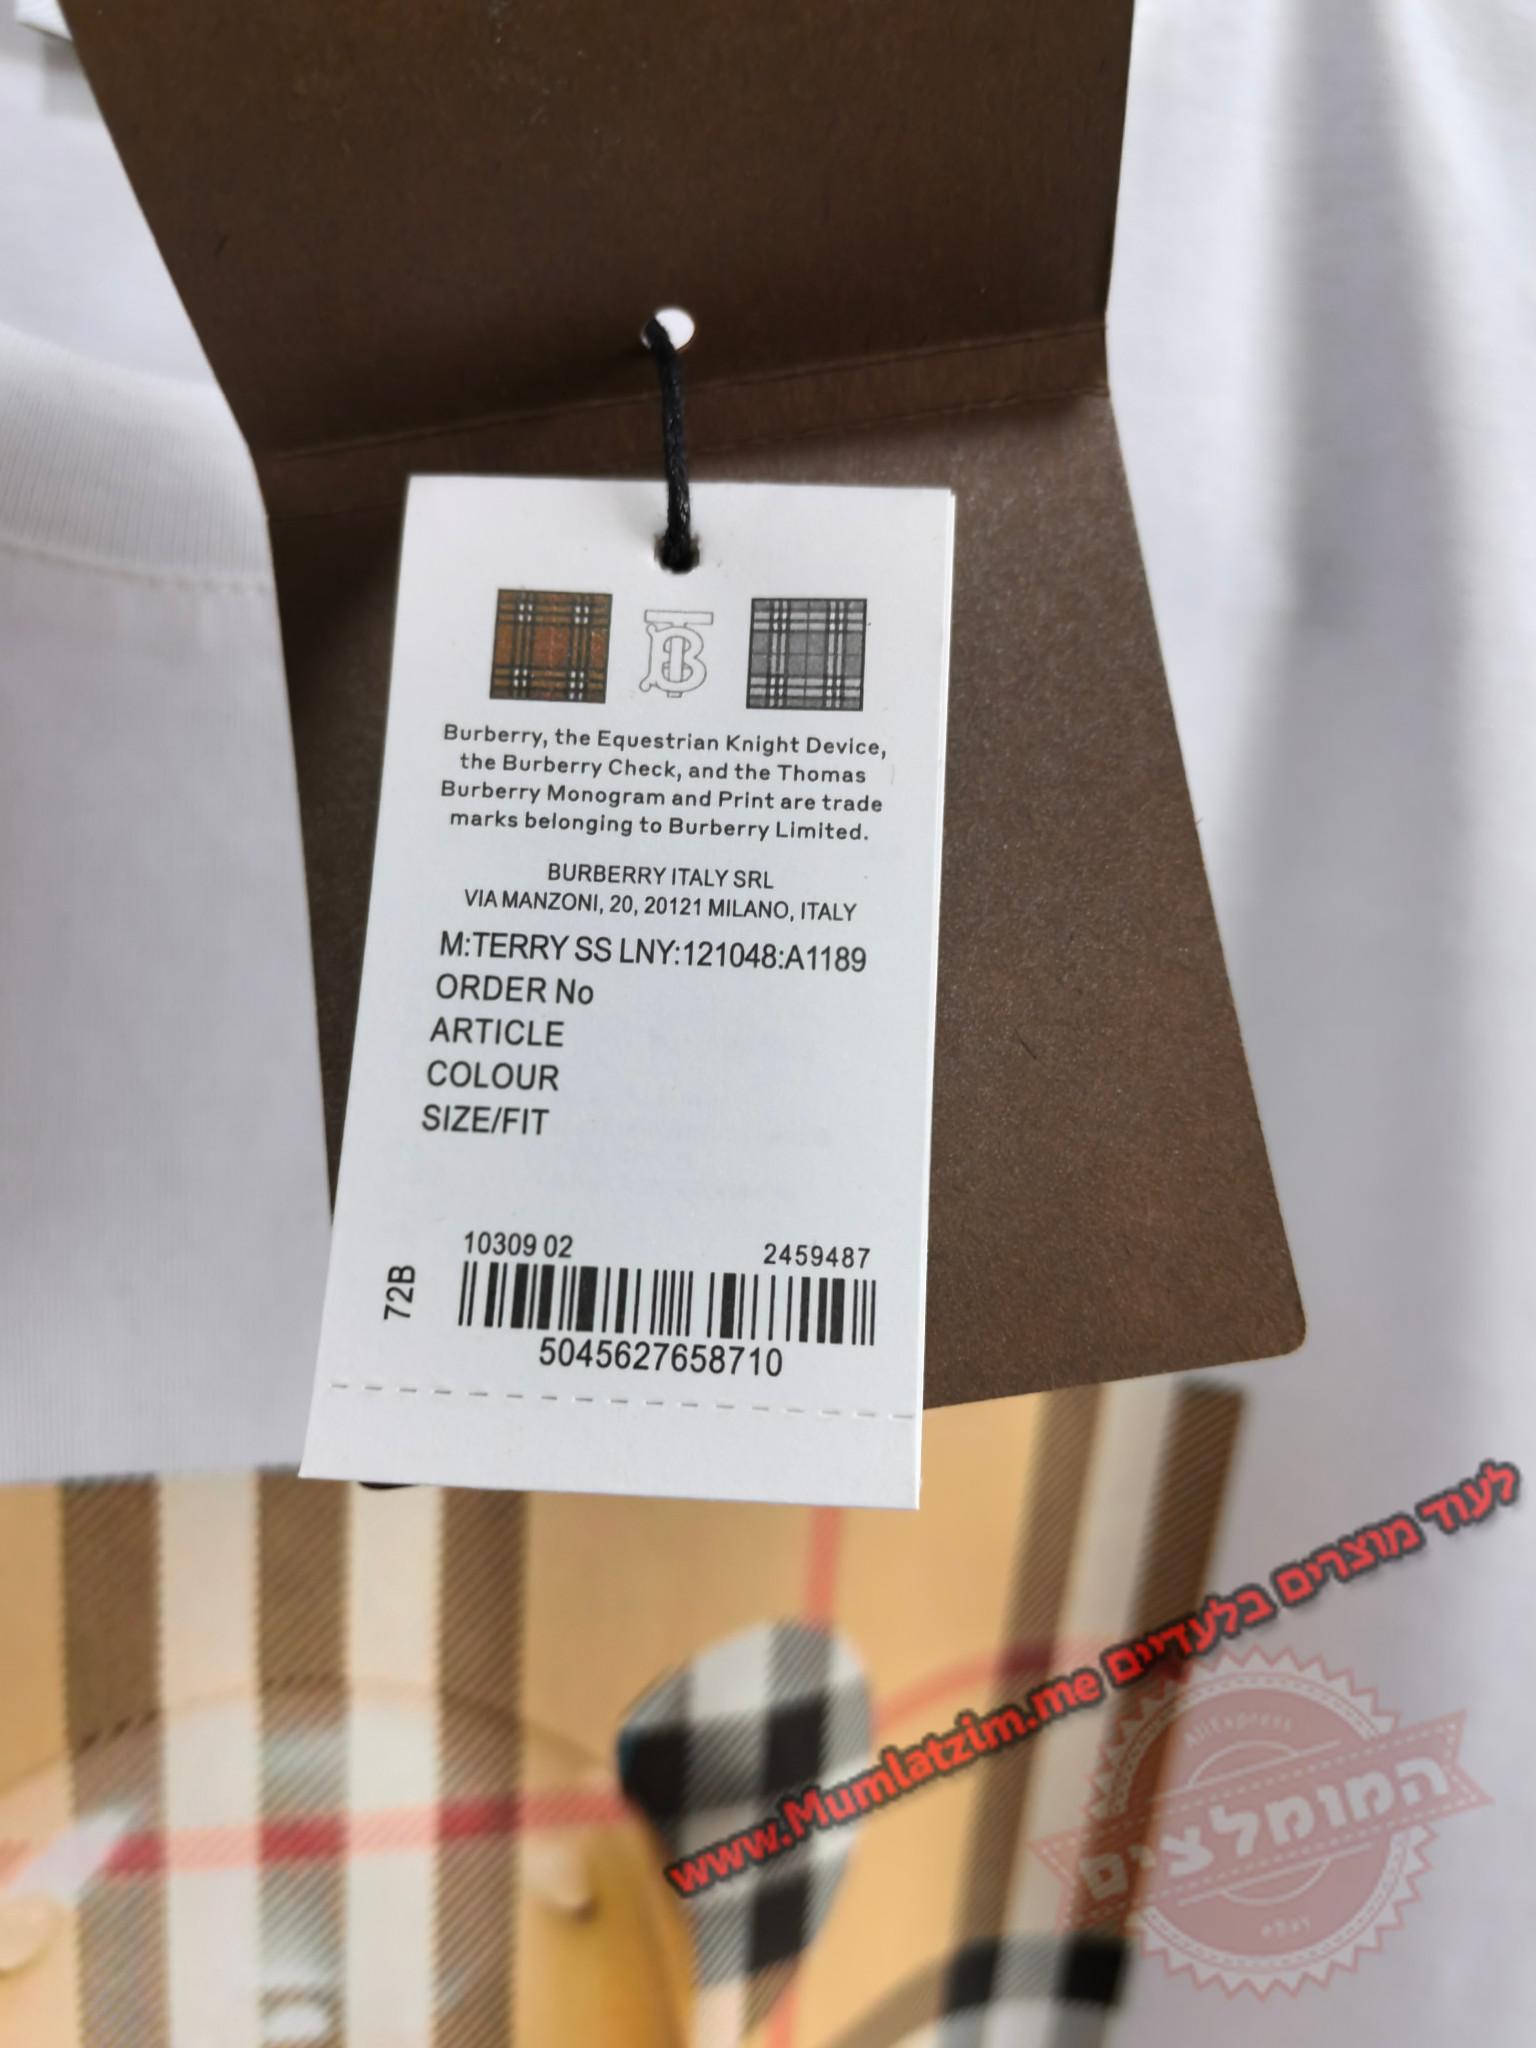 Burberry, the Equestrian Knight Device,
the Burberry Check, and the Thomas
Burberry Monogram and Print are trade
marks belonging to Burberry Limited.
BURBERRY ITALY SRL
VIA MANZONI, 20, 20121 MILANO, ITALY
M:TERRY SS LNY:121048:A1189
ORDER No
ARTICLE
COLOUR
SIZE/FIT
10309 02
2459487
72B
5045627658710
לעוד מוצרים בלעדיים www.Mumlatzim.me
AliExpress
המומלצים
eBay